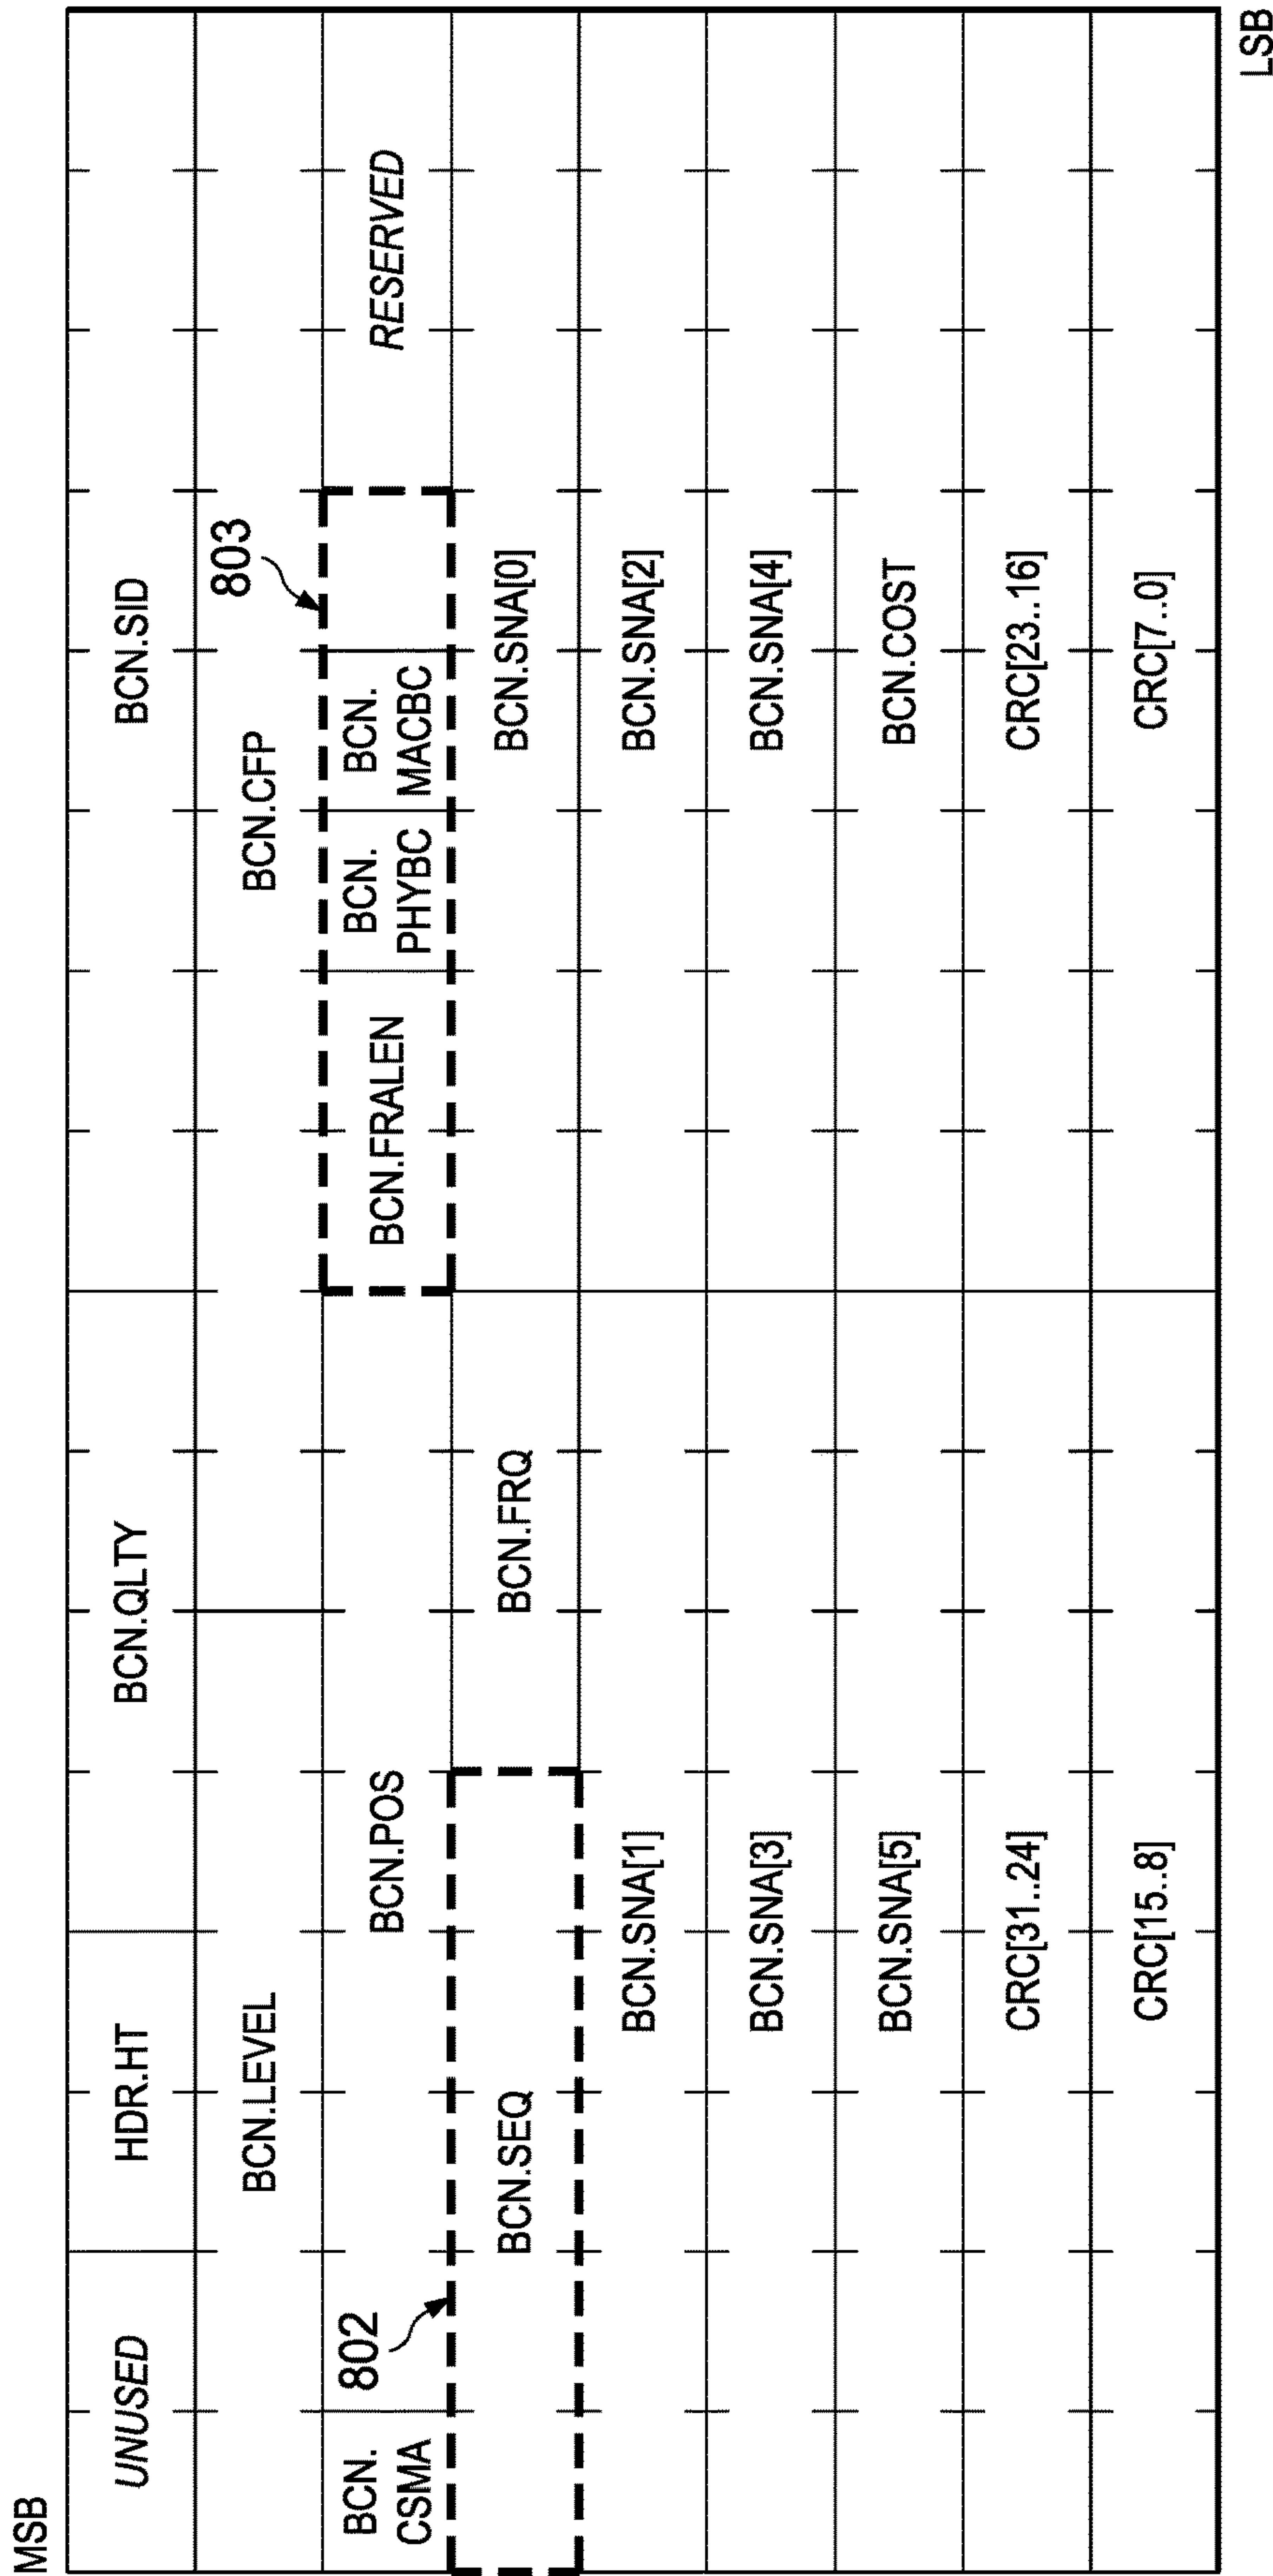 MSB
UNUSED
HDR.HT
BCN.QLTY
BCN.SID
BCN.LEVEL
BCN.CFP
802
803
BCN.
CSMA
BCN.POS
BCN.FRALEN
BCN.
PHYBC
BCN.
MACBC
RESERVED
BCN.SEQ
BCN.FRQ
BCN.SNA[0]
BCN.SNA[1]
BCN.SNA[2]
BCN.SNA[3]
BCN.SNA[4]
BCN.SNA[5]
BCN.COST
CRC[31..24]
CRC[23..16]
CRC[15..8]
CRC[7..0]
LSB